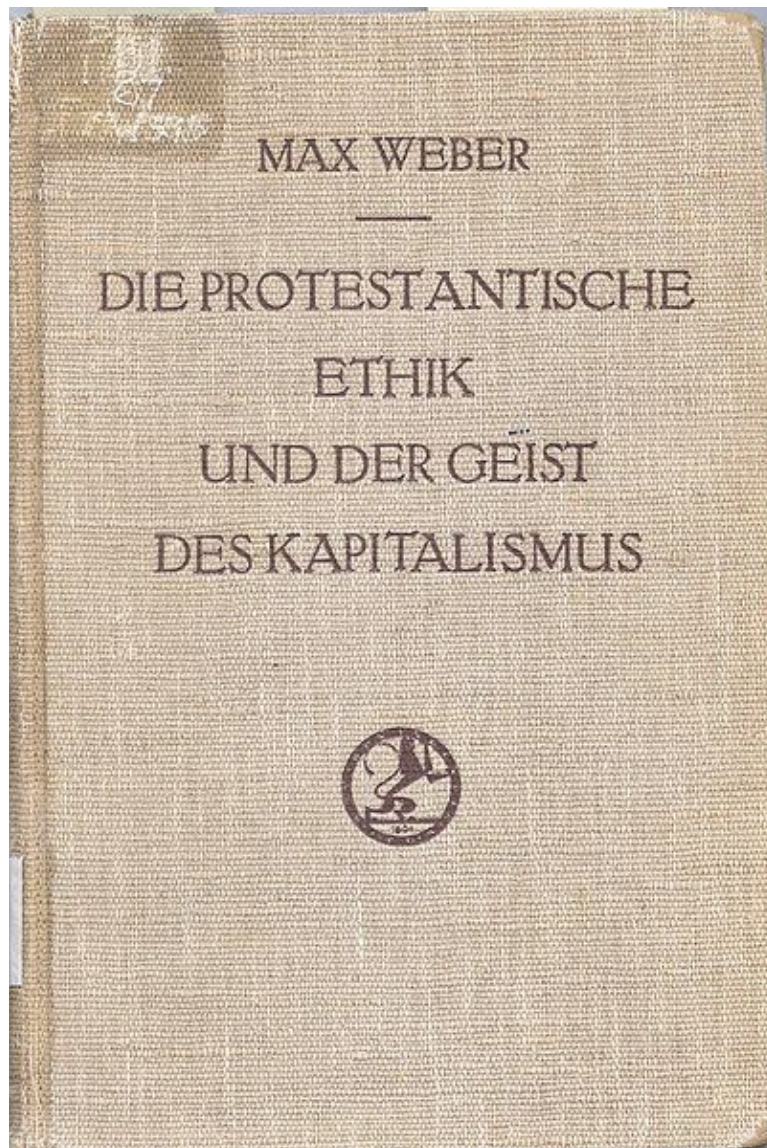 MAX WEBER
DIE PROTESTANTISCHE
ETHIK
UND DER GEIST
DES KAPITALISMUS